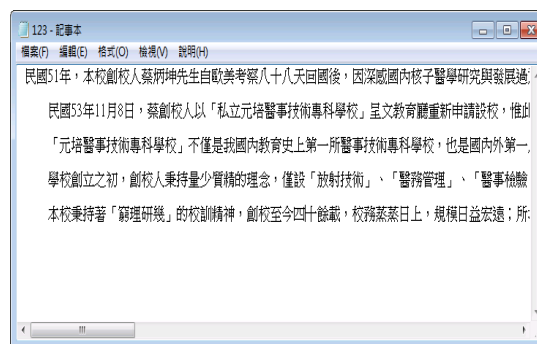 123 - 記事本
檔案(F) 編輯(E) 格式(O) 檢視(V) 說明(H)
民國51年，本校創校人蔡炳坤先生自歐美考察八十八天回國後，因深感國內核子醫學研究與發展過
民國53年11月8日，蔡創校人以「私立元培醫事技術專科學校」呈文教育廳重新申請設校，惟此
「元培醫事技術專科學校」不僅是我國內教育史上第一所醫事技術專科學校，也是國內外第一
學校創立之初，創校人秉持量少質精的理念，僅設「放射技術」、「醫務管理」、「醫事檢驗
本校秉持著「窮理研幾」的校訓精神，創校至今四十餘載，校務蒸蒸日上，規模日益宏遠；所